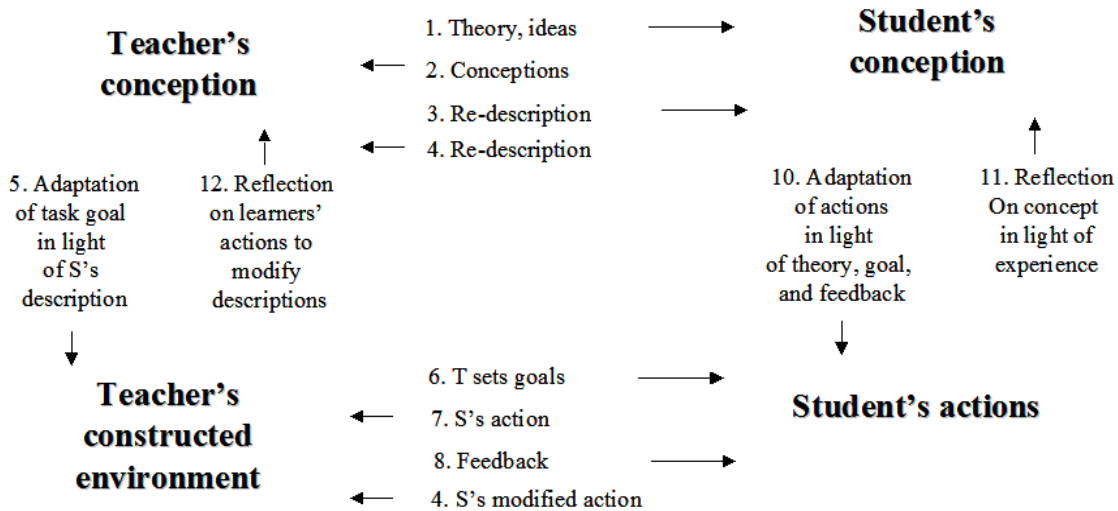 Teacher's
conception
1. Theory, ideas
2. Conceptions
3. Re-description
4. Re-description
Student's
conception
5. Adaptation
of task goal
in light
of S's
description
12. Reflection
on learners'
actions to
modify
descriptions
10. Adaptation
of actions
in light
of theory, goal,
and feedback
11. Reflection
On concept
in light of
experience
Teacher's
constructed
environment
6. T sets goals
7. S's action
8. Feedback
4. S's modified action
Student's actions